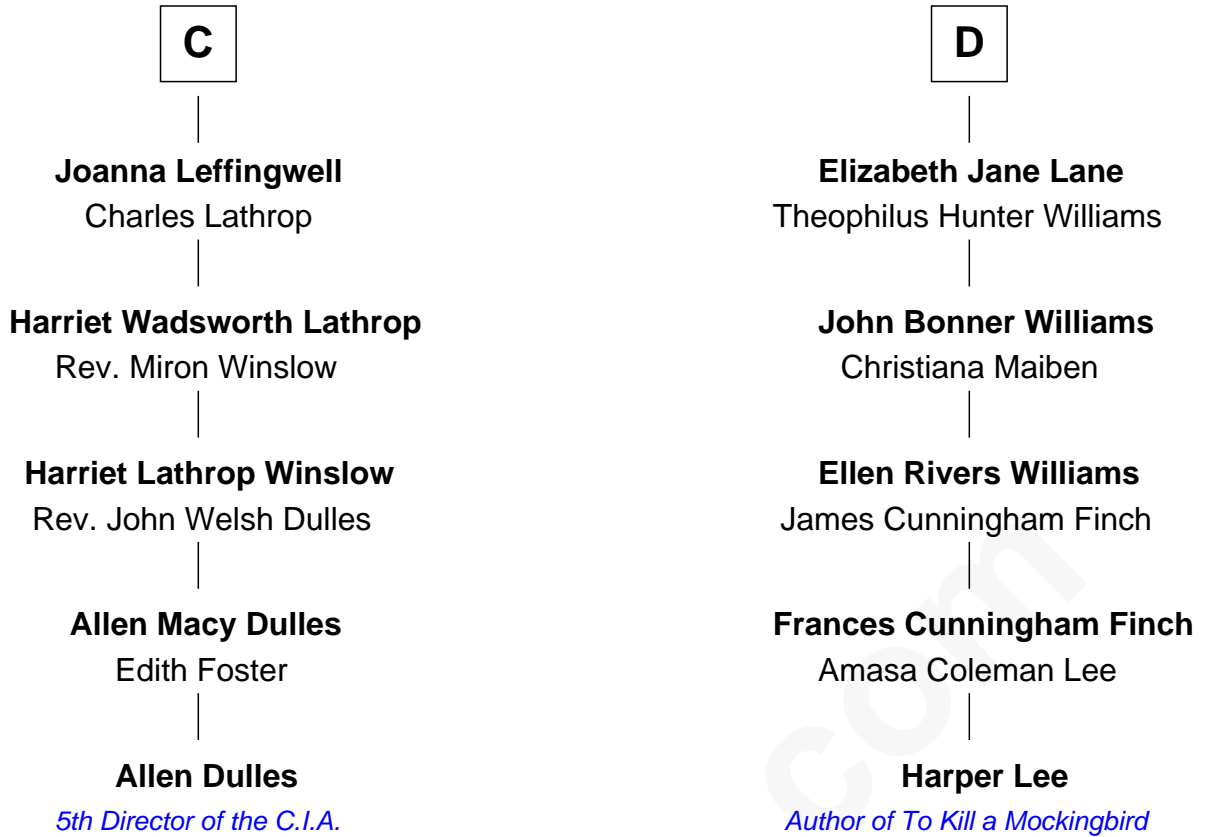 C
Joanna Leffingwell
Charles Lathrop
Harriet Wadsworth Lathrop
Rev. Miron Winslow
Harriet Lathrop Winslow
Rev. John Welsh Dulles
Allen Macy Dulles
Edith Foster
Allen Dulles
5th Director of the C.I.A.
D
Elizabeth Jane Lane
Theophilus Hunter Williams
John Bonner Williams
Christiana Maiben
Ellen Rivers Williams
James Cunningham Finch
Frances Cunningham Finch
Amasa Coleman Lee
Harper Lee
Author of To Kill a Mockingbird
com